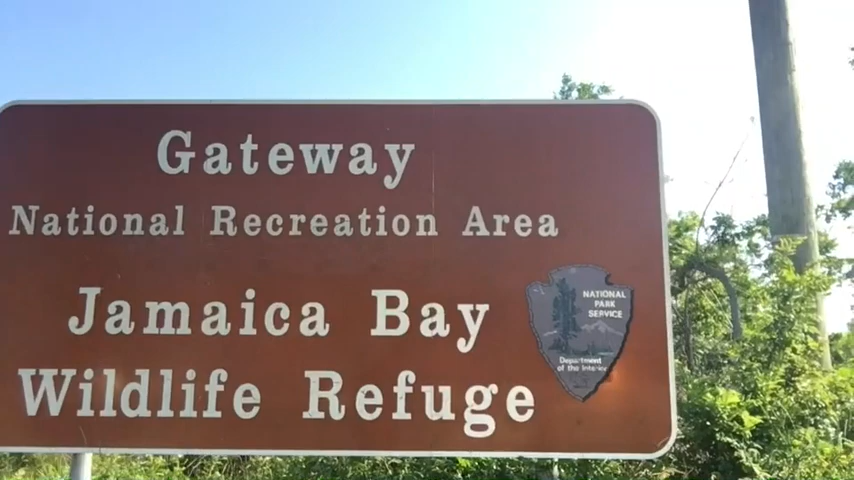 Gateway
National Recreation Area
Jamaica Bay
Wildlife Refuge
NATIONAL
PARK
SERVICE
Department
of the Interior